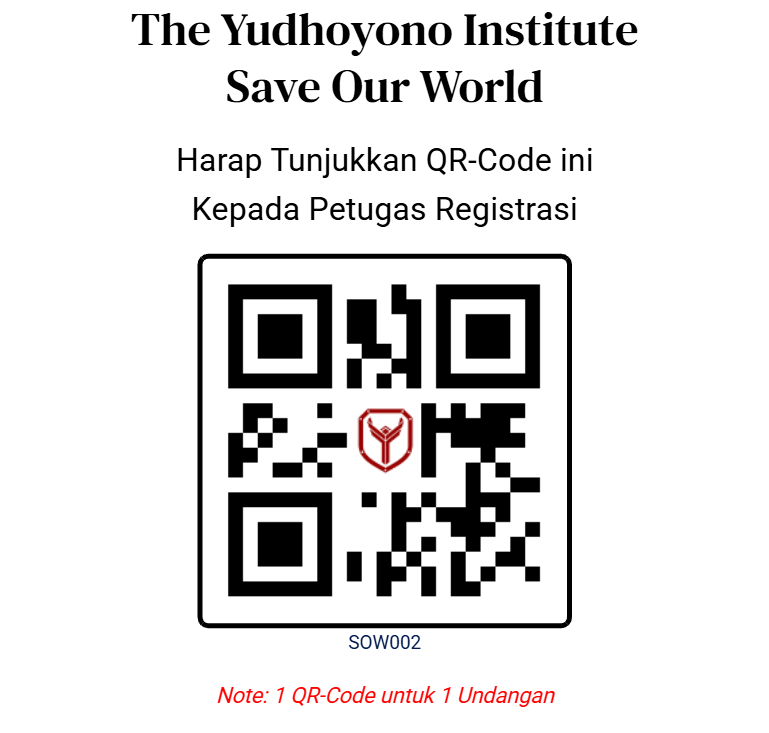 The Yudhoyono Institute
Save Our World
Harap Tunjukkan QR-Code ini
Kepada Petugas Registrasi
SOW002
Note: 1 QR-Code untuk 1 Undangan